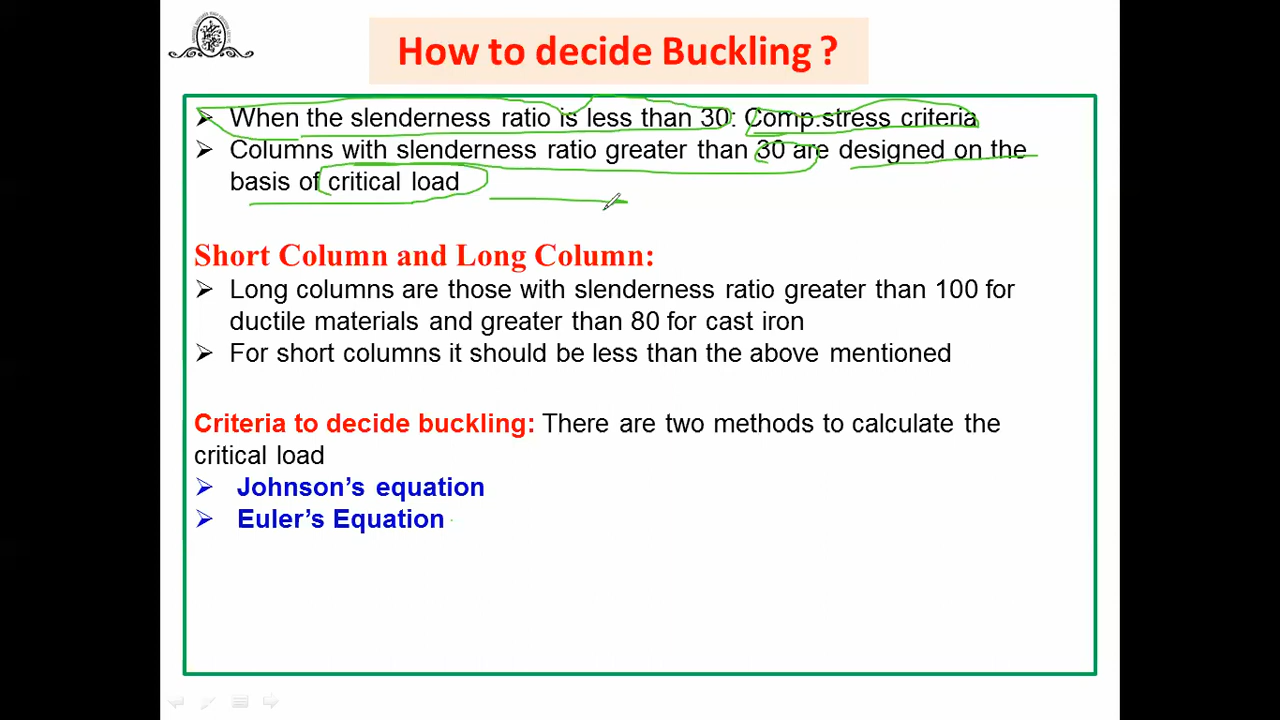 How to decide Buckling ?
➢ When the slenderness ratio is less than 30: Comp.stress criteria
➢ Columns with slenderness ratio greater than 30 are designed on the
basis of critical load
Short Column and Long Column:
➢ Long columns are those with slenderness ratio greater than 100 for
ductile materials and greater than 80 for cast iron
➢ For short columns it should be less than the above mentioned
Criteria to decide buckling: There are two methods to calculate the
critical load
➢ Johnson’s equation
➢ Euler’s Equation